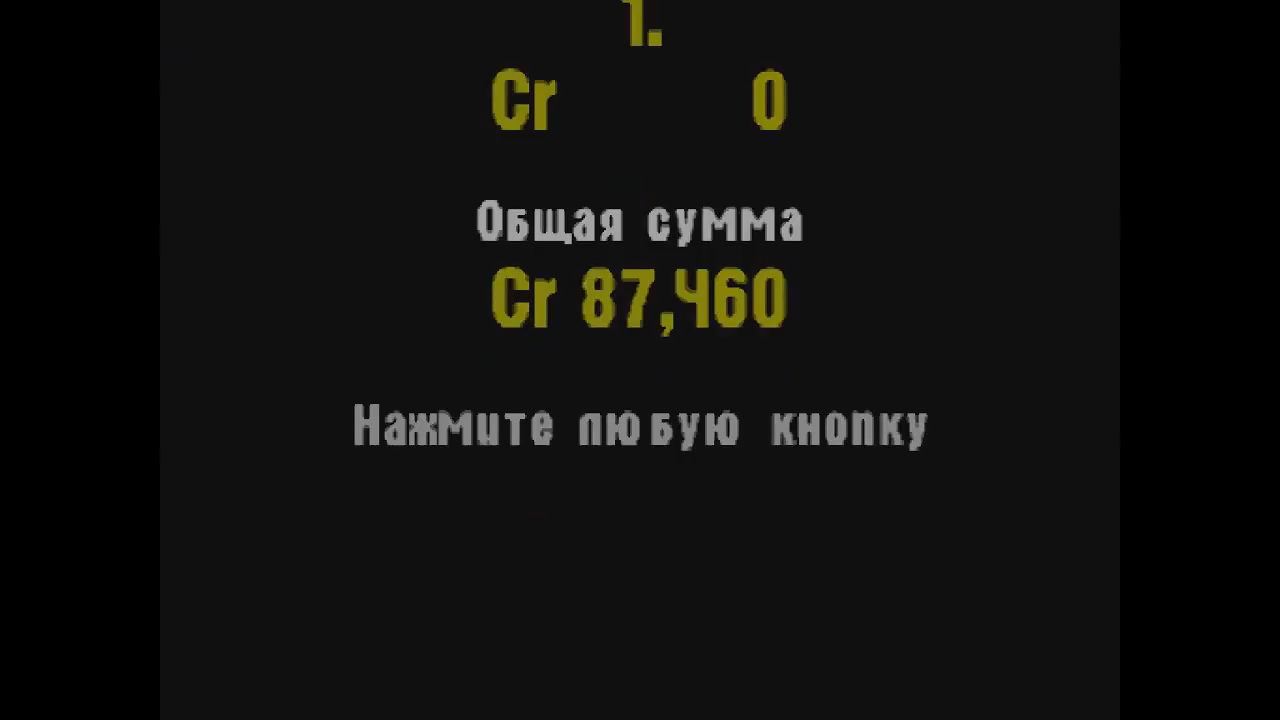 1.
Cr 0
Общая сумма
Cr 87,460
Нажмите любую кнопку